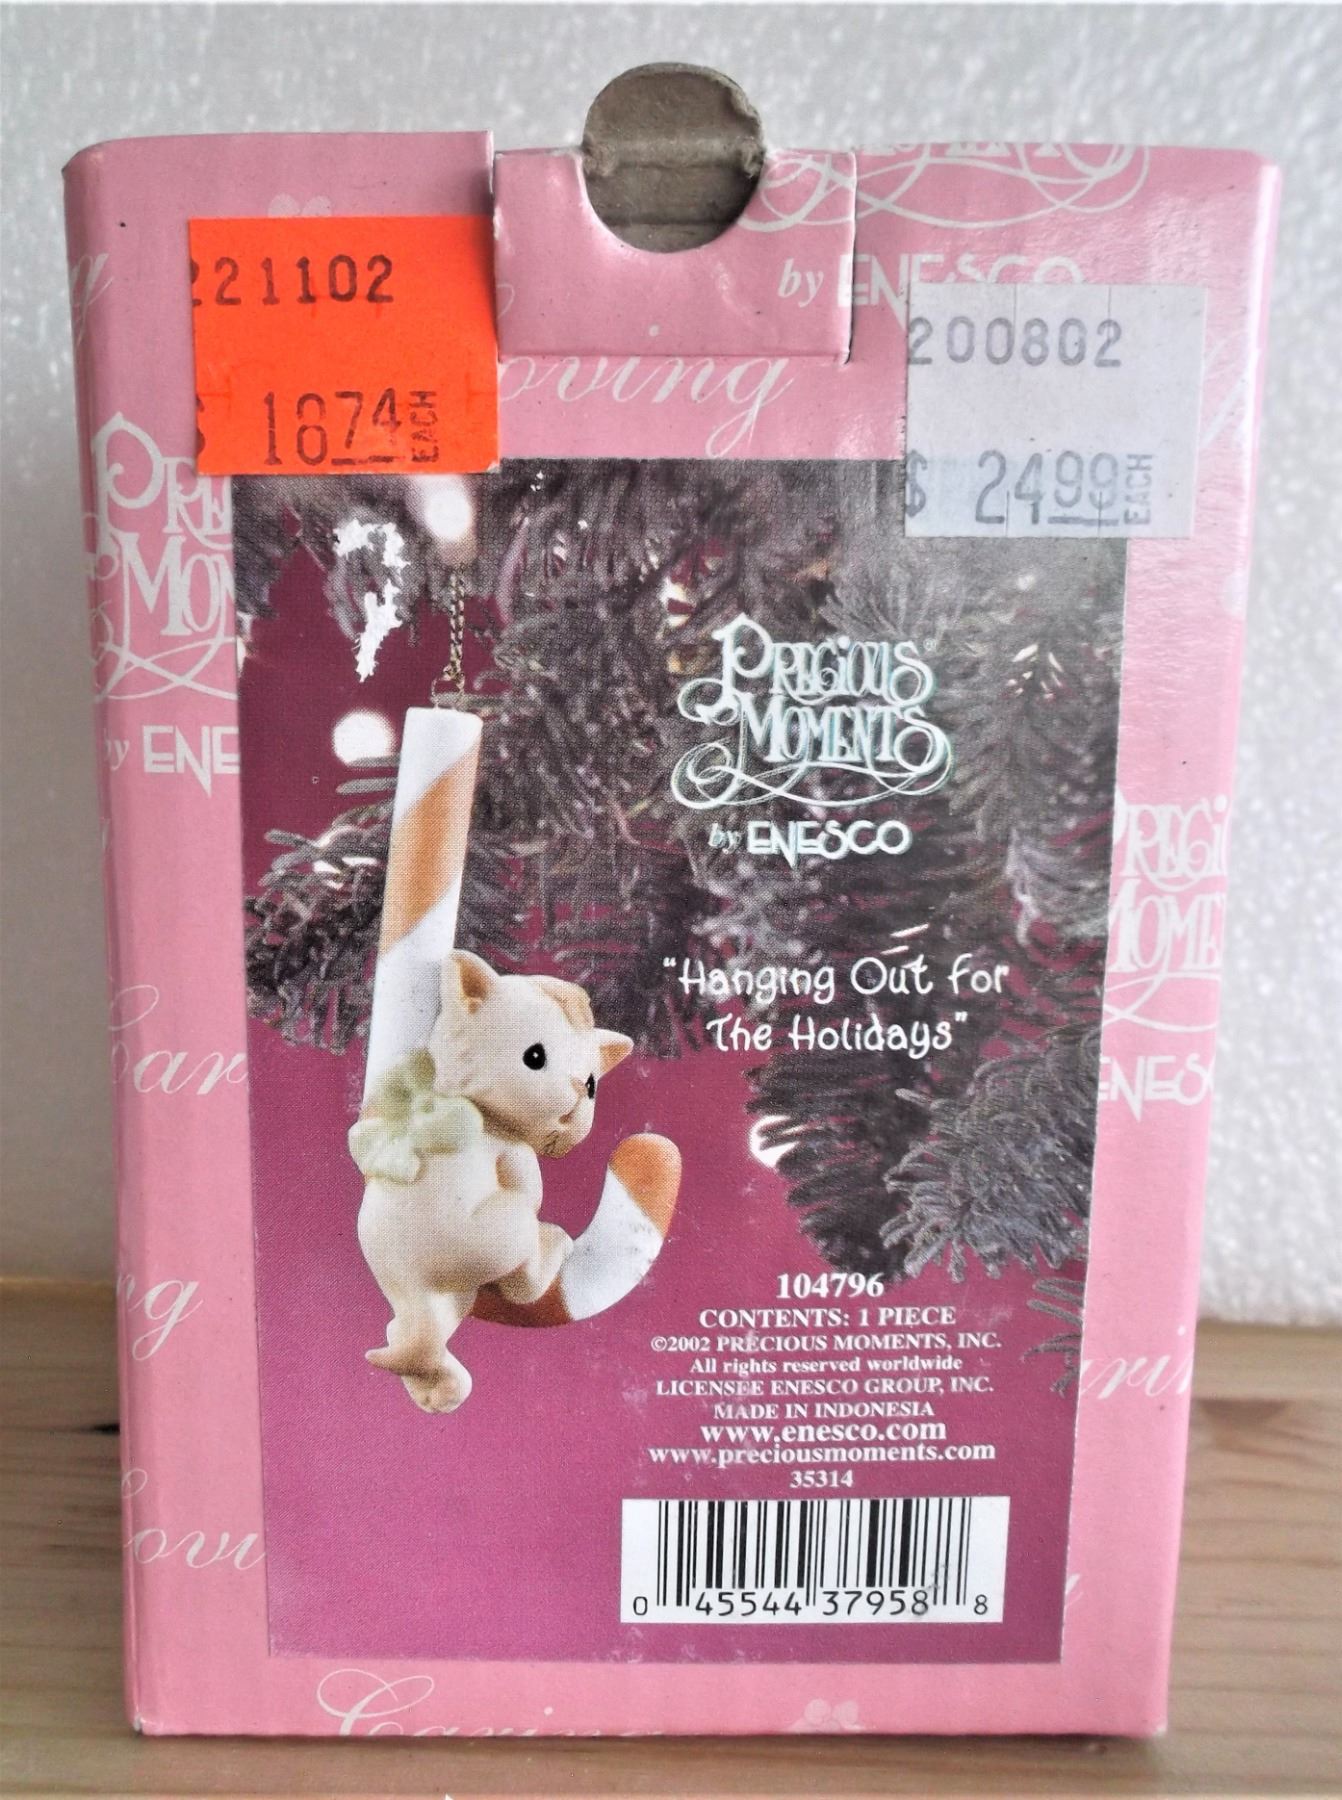 221102
$ 1874 EACH
by ENESCO
Loving
200802
$ 2499 EACH
PRECIOUS
MOMENTS
by ENESCO
"Hanging Out for
The Holidays"
104796
CONTENTS: 1 PIECE
©2002 PRECIOUS MOMENTS, INC.
All rights reserved worldwide
LICENSEE ENESCO GROUP, INC.
MADE IN INDONESIA
www.enesco.com
www.preciousmoments.com
35314
0 45544 37958 8
Caring